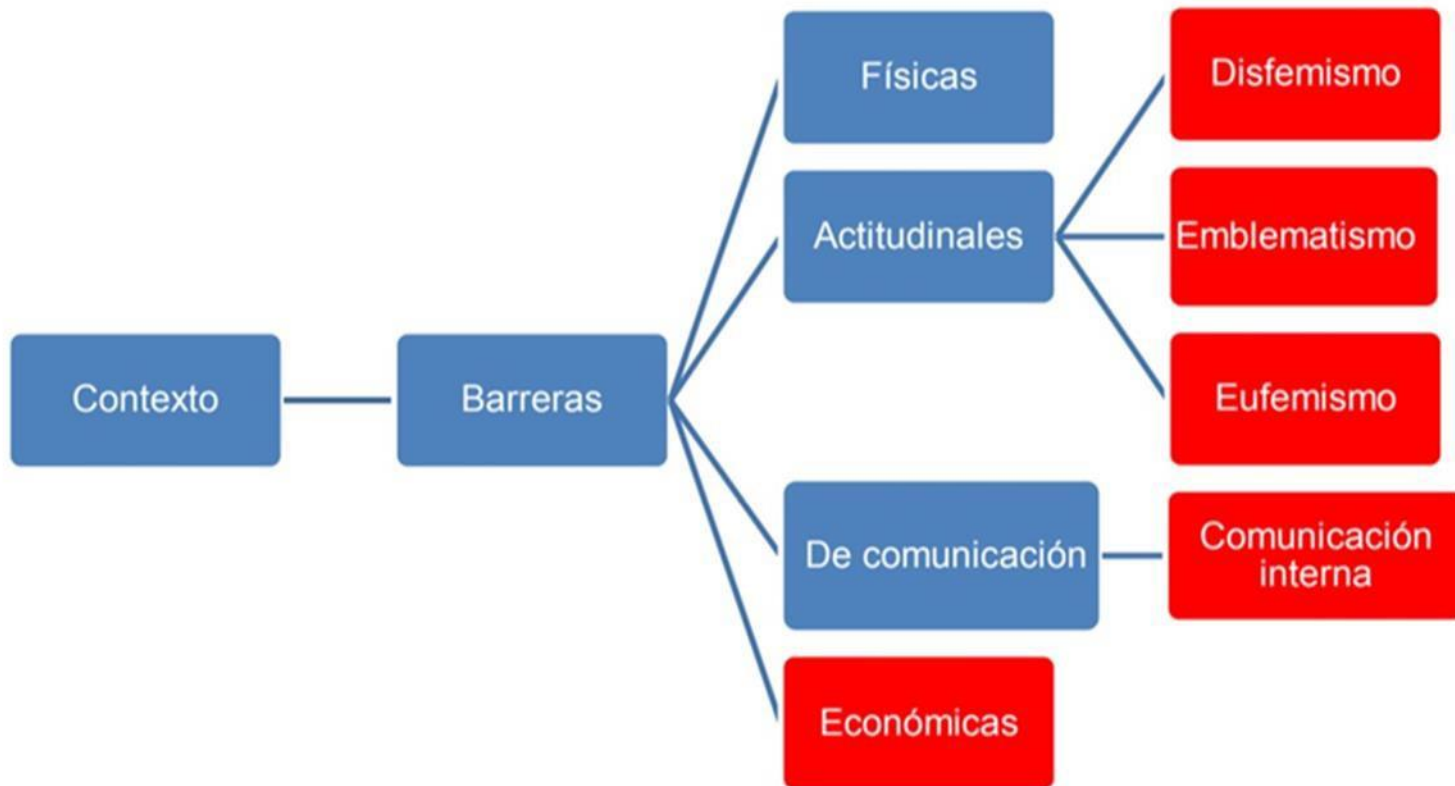 Contexto
Barreras
Físicas
Actitudinales
De comunicación
Económicas
Disfemismo
Emblematismo
Eufemismo
Comunicación
interna